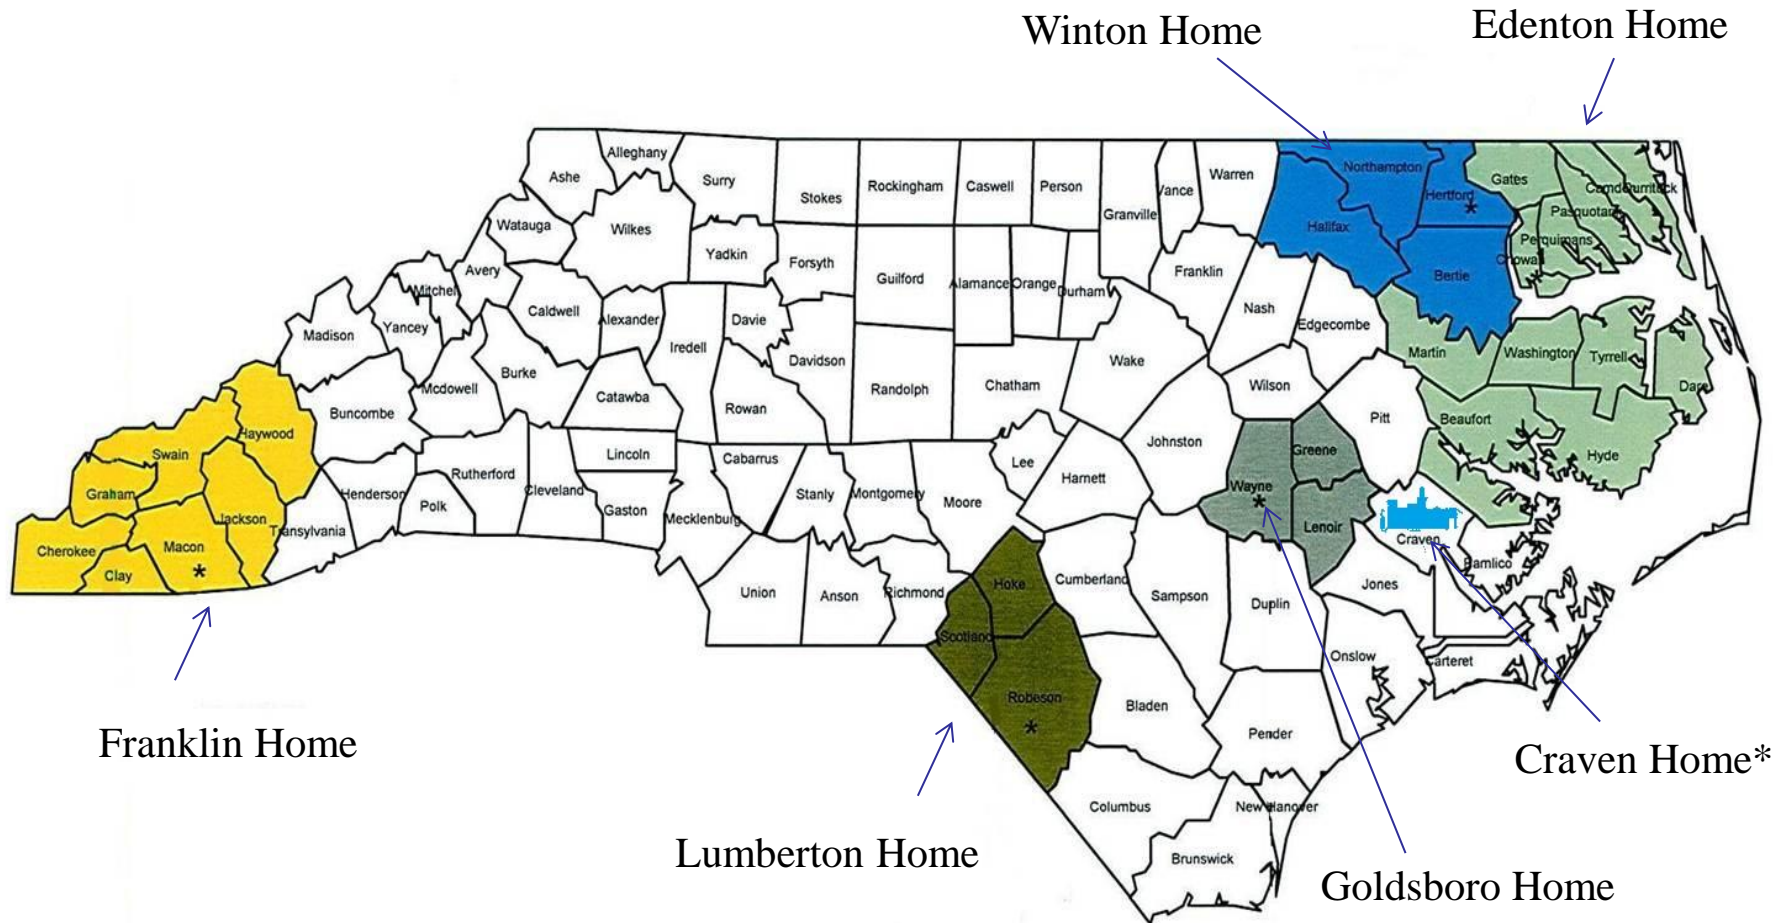 Winton Home
Edenton Home
Alleghany
Ashe
Surry
Stokes
Rockingham
Caswell
Person
Granville
Vance
Warren
Northampton
Hertford
*
Gates
Camden
Currituck
Pasquotank
Perquimans
Chowan
*
Halifax
Bertie
Watauga
Wilkes
Yadkin
Forsyth
Guilford
Alamance
Orange
Durham
Franklin
Nash
Edgecombe
Martin
Washington
Tyrrell
Dare
Avery
Mitchel
Yancey
Madison
Caldwell
Alexander
Iredell
Davie
Davidson
Randolph
Chatham
Wake
Wilson
Pitt
Beaufort
Hyde
Mcdowell
Burke
Catawba
Rowan
Buncombe
Haywood
Swain
Graham
Jackson
Macon
*
Cherokee
Clay
Transylvania
Henderson
Polk
Rutherford
Cleveland
Lincoln
Gaston
Mecklenburg
Cabarrus
Stanly
Montgomery
Moore
Lee
Harnett
Johnston
Wayne
*
Greene
Lenoir
Craven
Pamlico
Jones
Carteret
Onslow
Duplin
Sampson
Cumberland
Hoke
Scotland
Robeson
*
Richmond
Anson
Union
Bladen
Pender
Columbus
New Hanover
Brunswick
Franklin Home
Lumberton Home
Goldsboro Home
Craven Home*